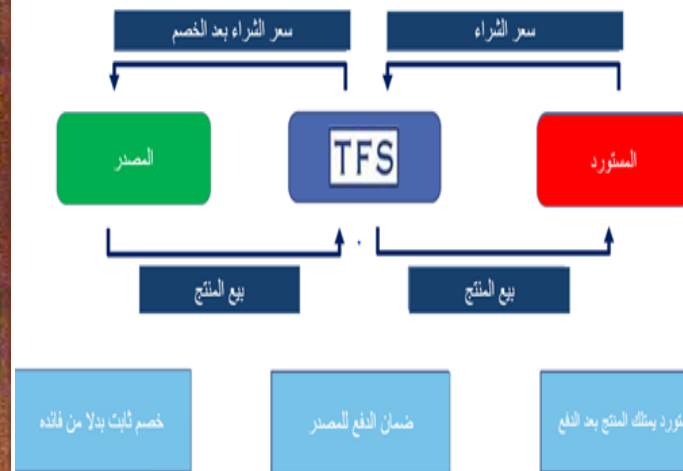 سعر الشراء
سعر الشراء بعد الخصم
المستورد
TFS
المصدر
بيع المنتج
بيع المنتج
يمتلك المنتج بعد الدفع
ضمان الدفع للمصدر
خصم ثابت بدلا من فائده